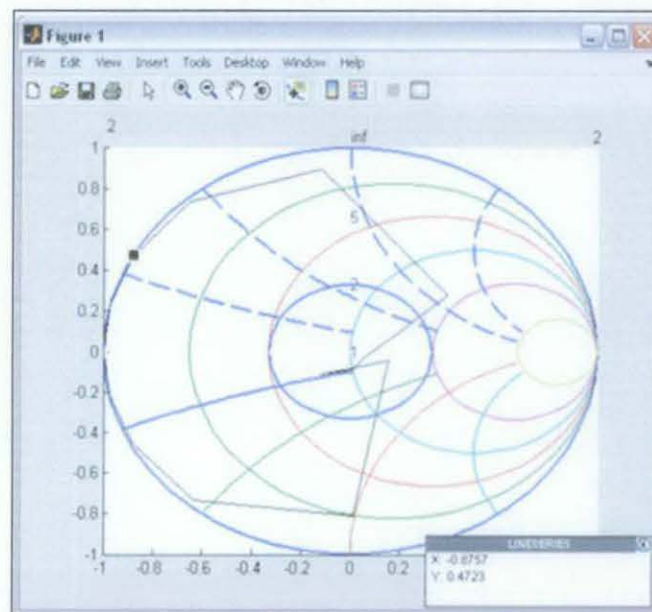 Figure 1
File Edit View Insert Tools Desktop Window Help
2 inf 2
1
0.8
0.6
5
0.4
2
0.2
0 1
-0.2
-0.4
-0.6
-0.8
-1
-1 -0.8 -0.6 -0.4 -0.2 0 0.2
LINESERIES
X: -0.8757
Y: 0.4723